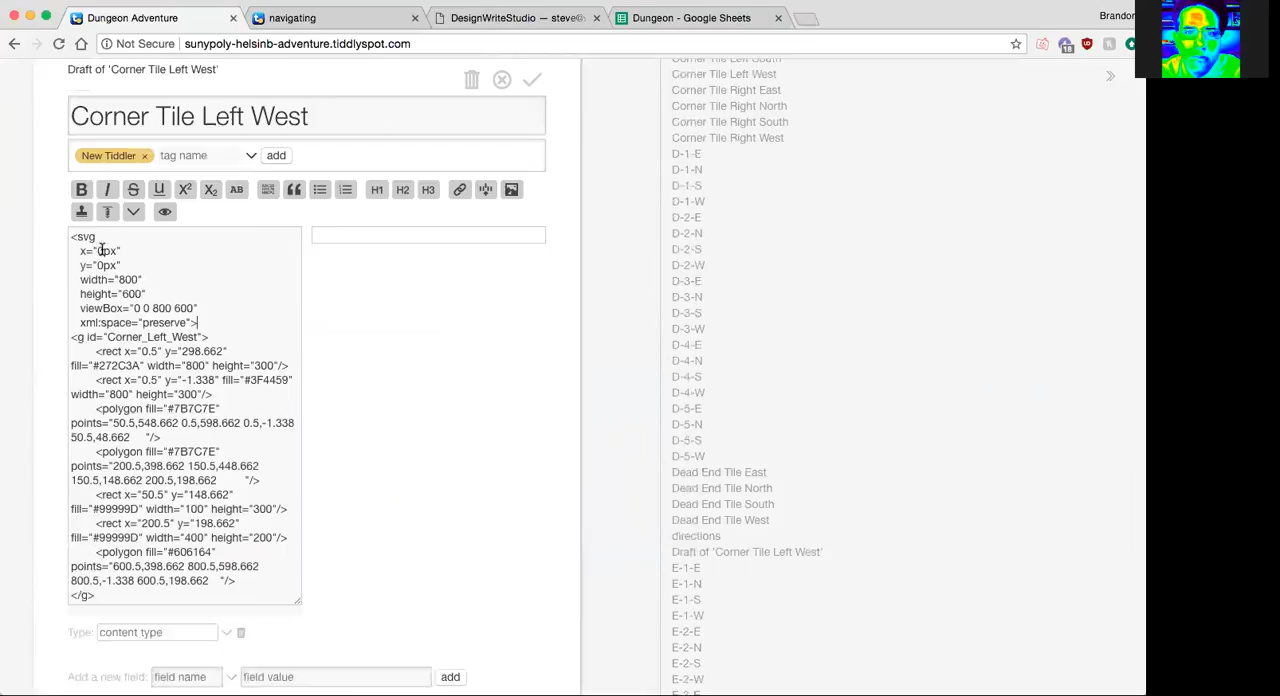 Dungeon Adventure
navigating
DesignWriteStudio — steve@
Dungeon - Google Sheets
Brandon
Not Secure
sunypoly-helsinb-adventure.tiddlyspot.com
18
Draft of 'Corner Tile Left West'
Corner Tile Left West
New Tiddler ×
tag name
add
B I S U X² X₂ AB H1 H2 H3
<svg
x="0px"
y="0px"
width="800"
height="600"
viewBox="0 0 800 600"
xml:space="preserve">
<g id="Corner_Left_West">
<rect x="0.5" y="298.662"
fill="#272C3A" width="800" height="300"/>
<rect x="0.5" y="-1.338" fill="#3F4459"
width="800" height="300"/>
<polygon fill="#7B7C7E"
points="50.5,548.662 0.5,598.662 0.5,-1.338
50.5,48.662 "/>
<polygon fill="#7B7C7E"
points="200.5,398.662 150.5,448.662
150.5,148.662 200.5,198.662 "/>
<rect x="50.5" y="148.662"
fill="#99999D" width="100" height="300"/>
<rect x="200.5" y="198.662"
fill="#99999D" width="400" height="200"/>
<polygon fill="#606164"
points="600.5,398.662 800.5,598.662
800.5,-1.338 600.5,198.662 "/>
</g>
Type:
content type
Add a new field:
field name
field value
add
Corner Tile Left South
Corner Tile Left West
Corner Tile Right East
Corner Tile Right North
Corner Tile Right South
Corner Tile Right West
D-1-E
D-1-N
D-1-S
D-1-W
D-2-E
D-2-N
D-2-S
D-2-W
D-3-E
D-3-N
D-3-S
D-3-W
D-4-E
D-4-N
D-4-S
D-4-W
D-5-E
D-5-N
D-5-S
D-5-W
Dead End Tile East
Dead End Tile North
Dead End Tile South
Dead End Tile West
directions
Draft of 'Corner Tile Left West'
E-1-E
E-1-N
E-1-S
E-1-W
E-2-E
E-2-N
E-2-S
E-2-W
E-3-E